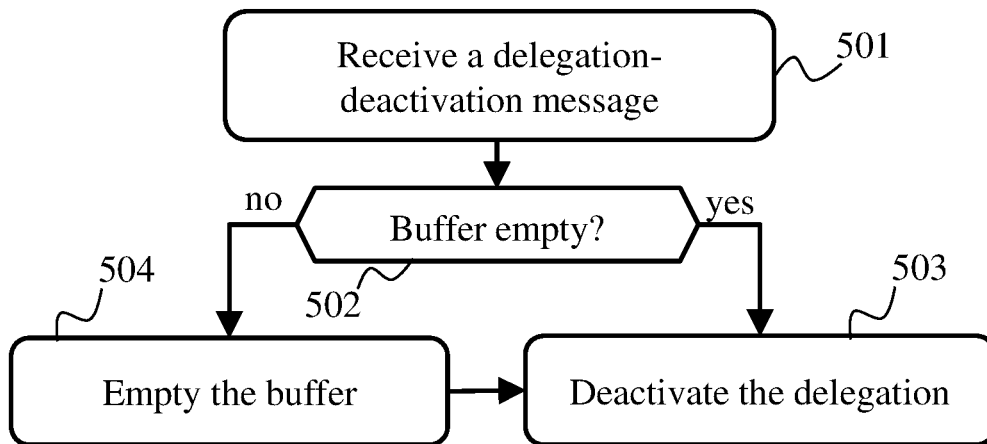 Receive a delegation-
deactivation message
501
no
Buffer empty?
yes
502
504
503
Empty the buffer
Deactivate the delegation